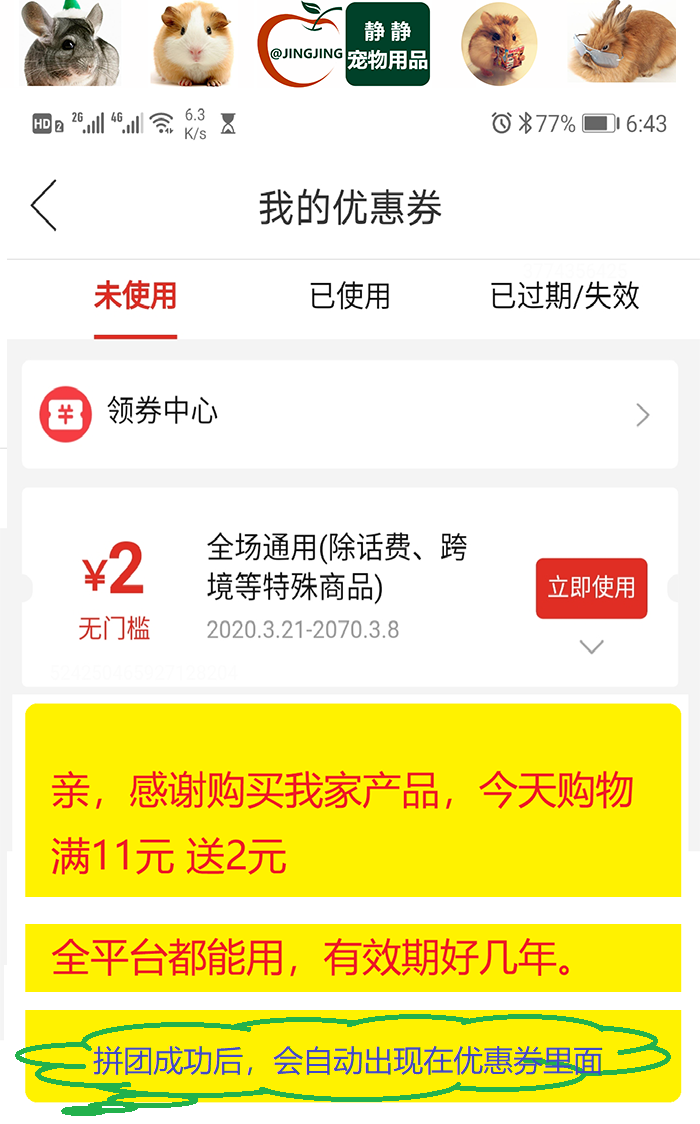 @JINGJING
静 静
宠物用品
HD 2 2G 4G 6.3 K/s 77% 6:43
我的优惠券
未使用 已使用 已过期/失效
领券中心
¥2
无门槛
全场通用(除话费、跨
境等特殊商品)
2020.3.21-2070.3.8
立即使用
亲，感谢购买我家产品，今天购物
满11元 送2元
全平台都能用，有效期好几年。
拼团成功后，会自动出现在优惠券里面